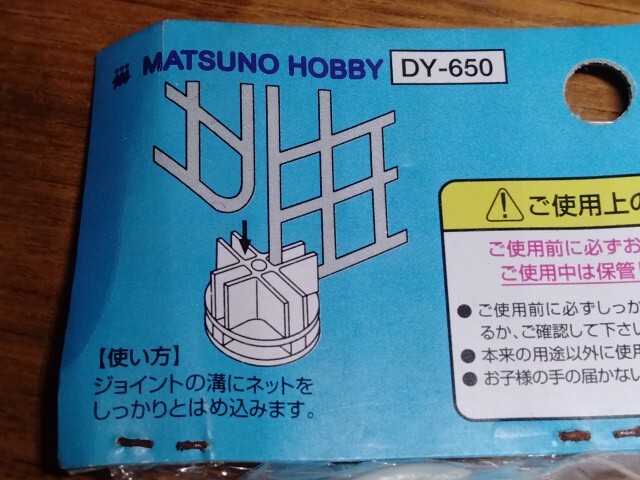 MATSUNO HOBBY DY-650
ご使用上の
ご使用前に必ずお
ご使用中は保管
●ご使用前に必ずしっか
るか、ご確認して下さい
●本来の用途以外に使用
●お子様の手の届かない
【使い方】
ジョイントの溝にネットを
しっかりとはめ込みます。